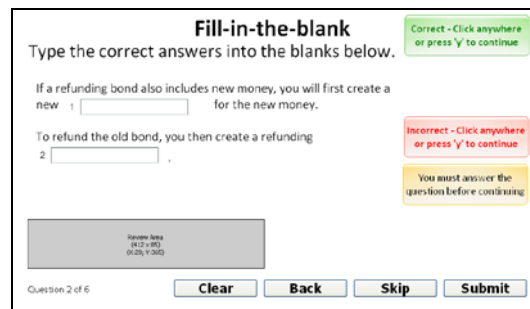 Fill-in-the-blank
Type the correct answers into the blanks below.
Correct - Click anywhere
or press 'y' to continue
If a refunding bond also includes new money, you will first create a
new 1 for the new money.
To refund the old bond, you then create a refunding
2 .
Incorrect - Click anywhere
or press 'y' to continue
You must answer the
question before continuing
Review Area
Question 2 of 6
Clear
Back
Skip
Submit